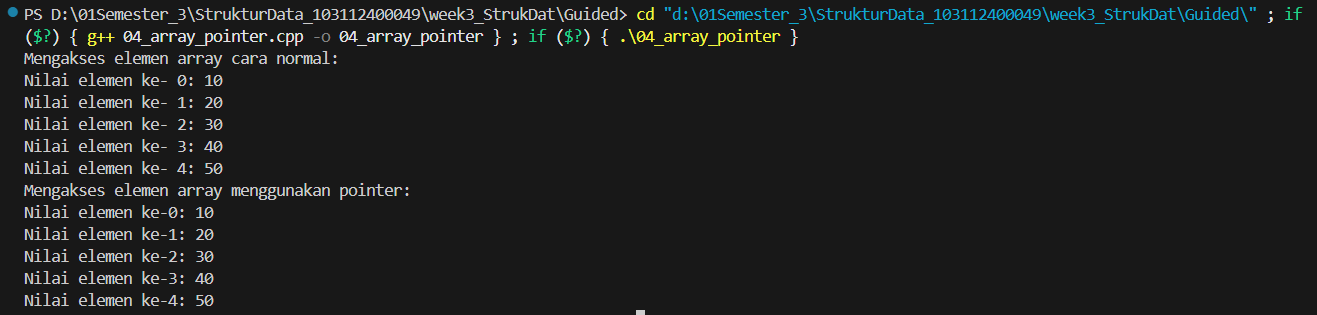 PS D:\01Semester_3\StrukturData_103112400049\week3_StrukDat\Guided> cd "d:\01Semester_3\StrukturData_103112400049\week3_StrukDat\Guided\" ; if
($?) { g++ 04_array_pointer.cpp -o 04_array_pointer } ; if ($?) { .\04_array_pointer }
Mengakses elemen array cara normal:
Nilai elemen ke- 0: 10
Nilai elemen ke- 1: 20
Nilai elemen ke- 2: 30
Nilai elemen ke- 3: 40
Nilai elemen ke- 4: 50
Mengakses elemen array menggunakan pointer:
Nilai elemen ke-0: 10
Nilai elemen ke-1: 20
Nilai elemen ke-2: 30
Nilai elemen ke-3: 40
Nilai elemen ke-4: 50